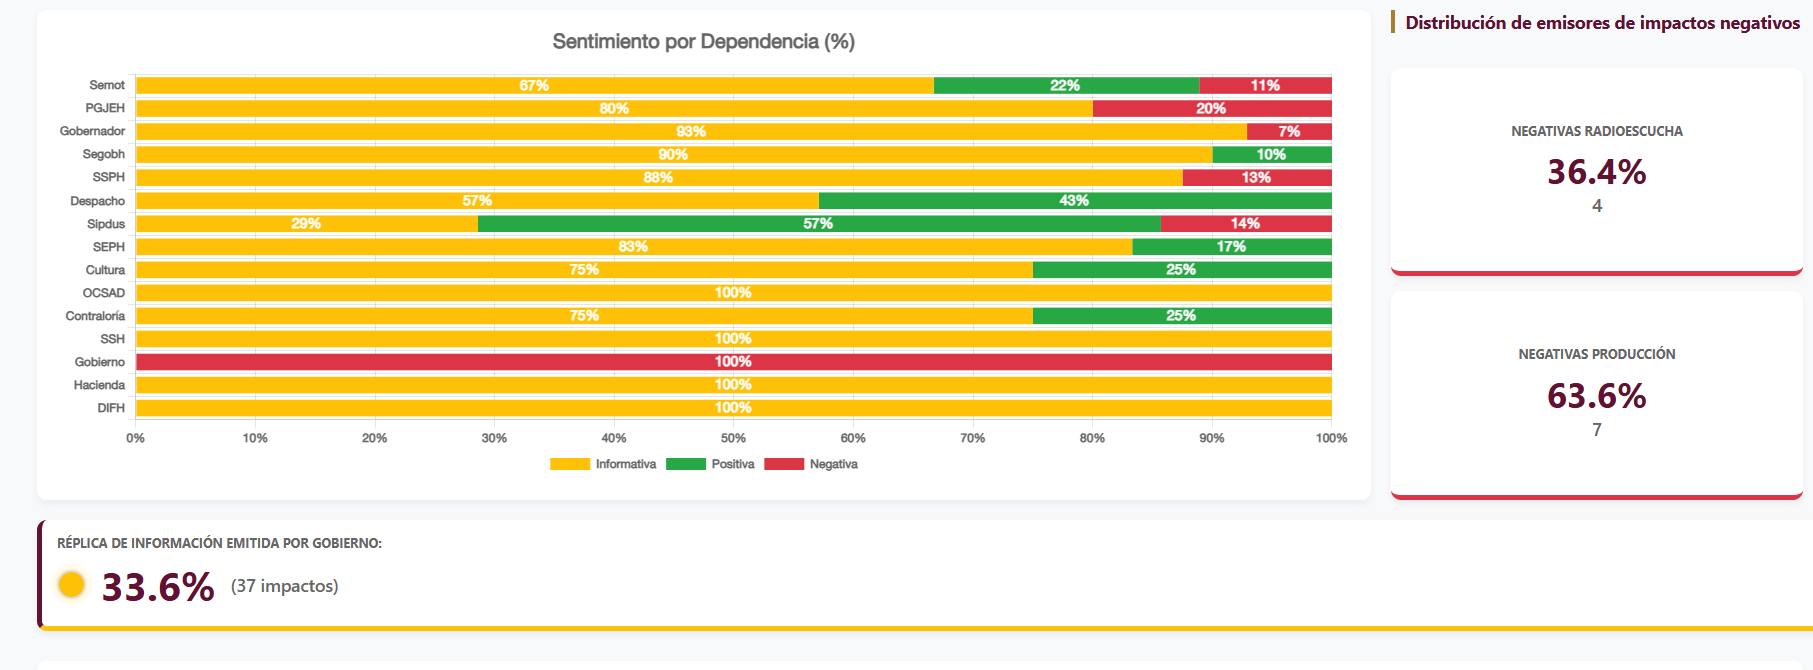 Sentimiento por Dependencia (%)
Semot 67% 22% 11%
PGJEH 80% 20%
Gobernador 93% 7%
Segobh 90% 10%
SSPH 88% 13%
Despacho 57% 43%
Sipdus 29% 57% 14%
SEPH 83% 17%
Cultura 75% 25%
OCSAD 100%
Contraloría 75% 25%
SSH 100%
Gobierno 100%
Hacienda 100%
DIFH 100%
0% 10% 20% 30% 40% 50% 60% 70% 80% 90% 100%
Informativa Positiva Negativa
Distribución de emisores de impactos negativos
NEGATIVAS RADIOESCUCHA
36.4%
4
NEGATIVAS PRODUCCIÓN
63.6%
7
RÉPLICA DE INFORMACIÓN EMITIDA POR GOBIERNO:
33.6% (37 impactos)